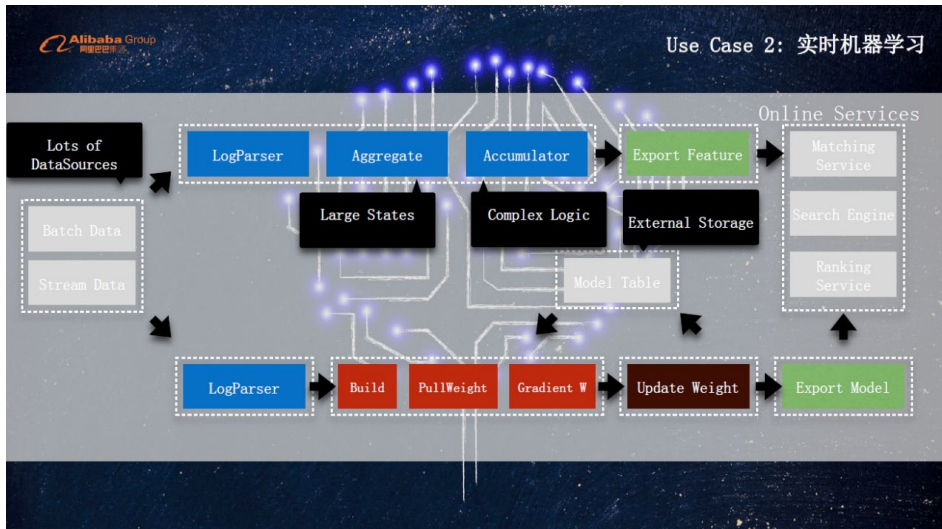 Alibaba Group
阿里巴巴集团
Use Case 2: 实时机器学习
Online Services
Lots of
DataSources
LogParser
Aggregate
Accumulator
Export Feature
Matching
Service
Large States
Complex Logic
External Storage
Search Engine
Batch Data
Stream Data
Model Table
Ranking
Service
LogParser
Build
PullWeight
Gradient W
Update Weight
Export Model